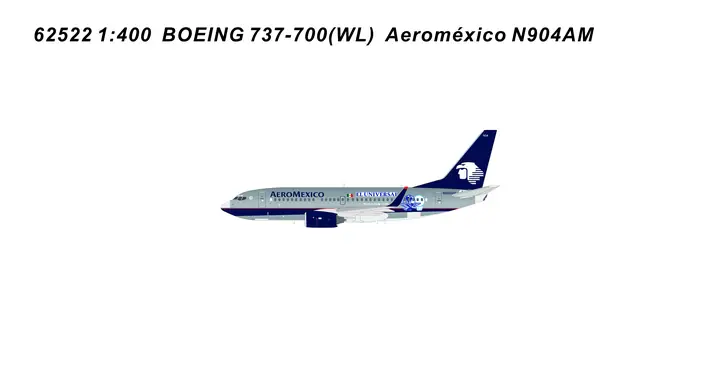 62522 1:400 BOEING 737-700(WL) Aeroméxico N904AM
AEROMEXICO
EL UNIVERSAL